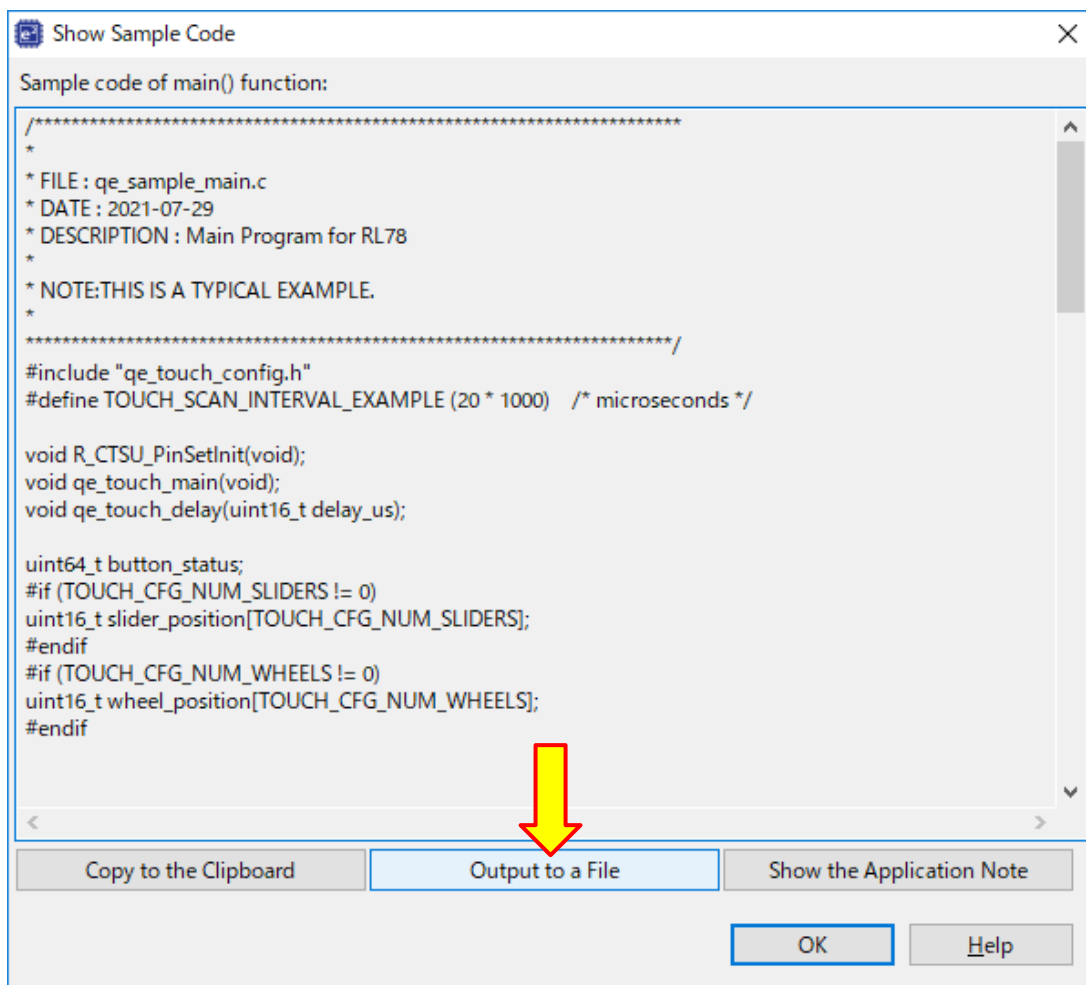 Show Sample Code
Sample code of main() function:
/************************************************************************
*
* FILE : qe_sample_main.c
* DATE : 2021-07-29
* DESCRIPTION : Main Program for RL78
*
* NOTE:THIS IS A TYPICAL EXAMPLE.
*
************************************************************************/
#include "qe_touch_config.h"
#define TOUCH_SCAN_INTERVAL_EXAMPLE (20 * 1000)    /* microseconds */
void R_CTSU_PinSetInit(void);
void qe_touch_main(void);
void qe_touch_delay(uint16_t delay_us);
uint64_t button_status;
#if (TOUCH_CFG_NUM_SLIDERS != 0)
uint16_t slider_position[TOUCH_CFG_NUM_SLIDERS];
#endif
#if (TOUCH_CFG_NUM_WHEELS != 0)
uint16_t wheel_position[TOUCH_CFG_NUM_WHEELS];
#endif
Copy to the Clipboard
Output to a File
Show the Application Note
OK
Help